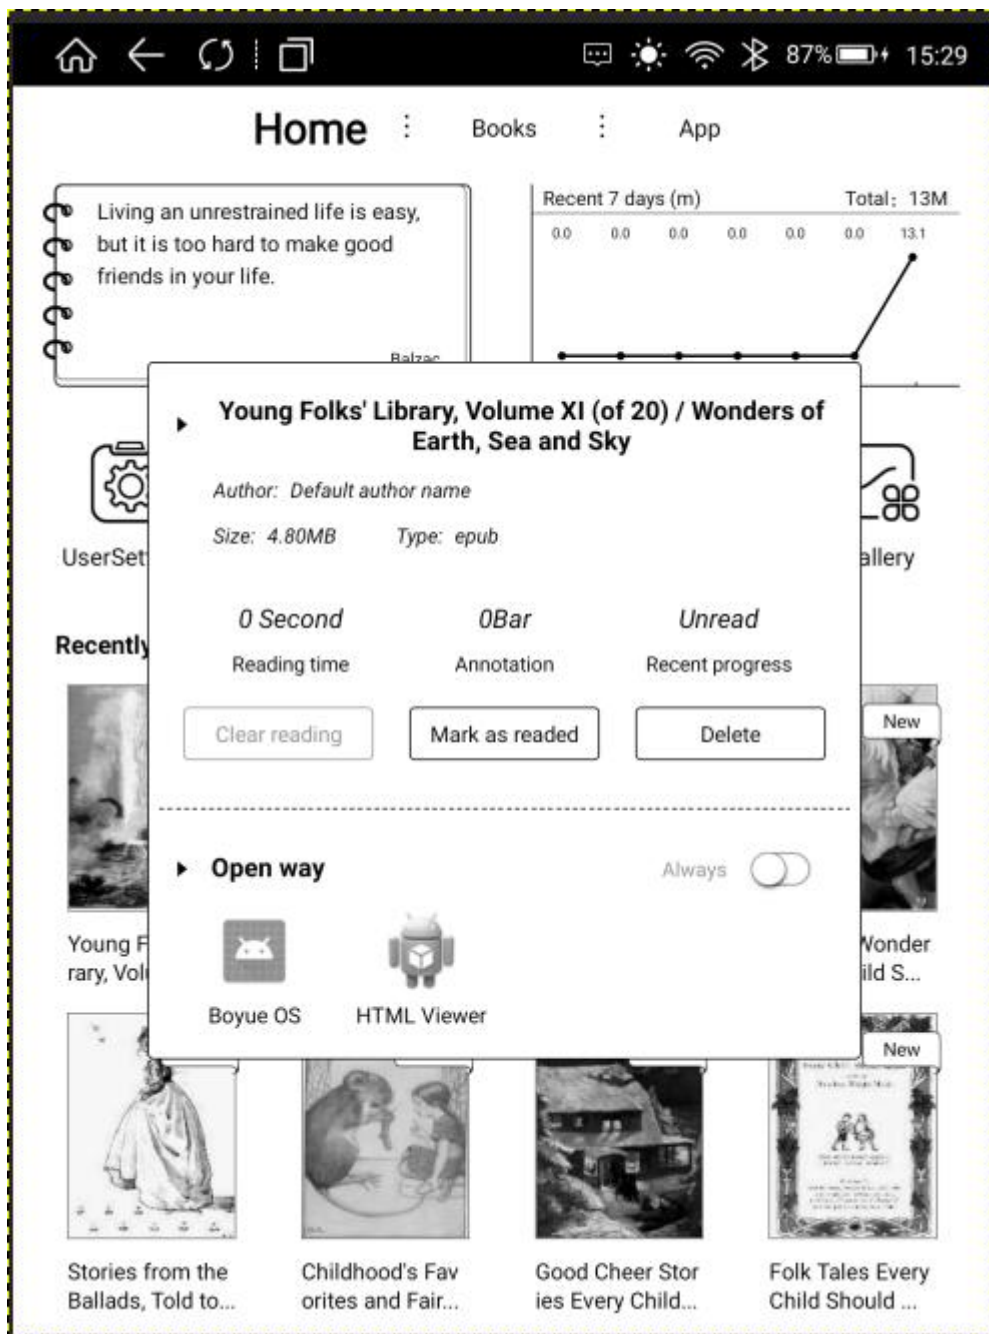 87% 15:29
Home Books App
Living an unrestrained life is easy,
but it is too hard to make good
friends in your life.
Balzac
Recent 7 days (m) Total: 13M
0.0 0.0 0.0 0.0 0.0 0.0 13.1
Young Folks' Library, Volume XI (of 20) / Wonders of
Earth, Sea and Sky
Author: Default author name
Size: 4.80MB Type: epub
UserSet
allery
0 Second 0Bar Unread
Reading time Annotation Recent progress
Recently
Clear reading Mark as readed Delete
New
Open way Always
Boyue OS HTML Viewer
Young F
rary, Vol
Wonder
ild S...
New
Stories from the
Ballads, Told to...
Childhood's Fav
orites and Fair...
Good Cheer Stor
ies Every Child...
Folk Tales Every
Child Should ...